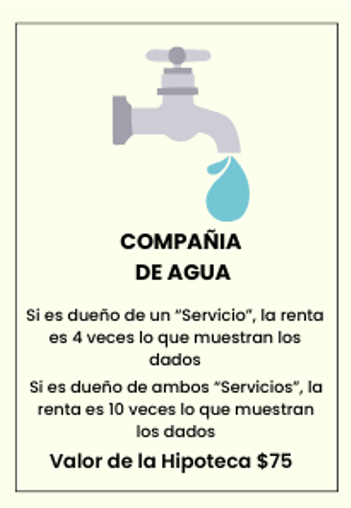 COMPAÑIA
DE AGUA
Si es dueño de un “Servicio”, la renta
es 4 veces lo que muestran los
dados
Si es dueño de ambos “Servicios”, la
renta es 10 veces lo que muestran
los dados
Valor de la Hipoteca $75